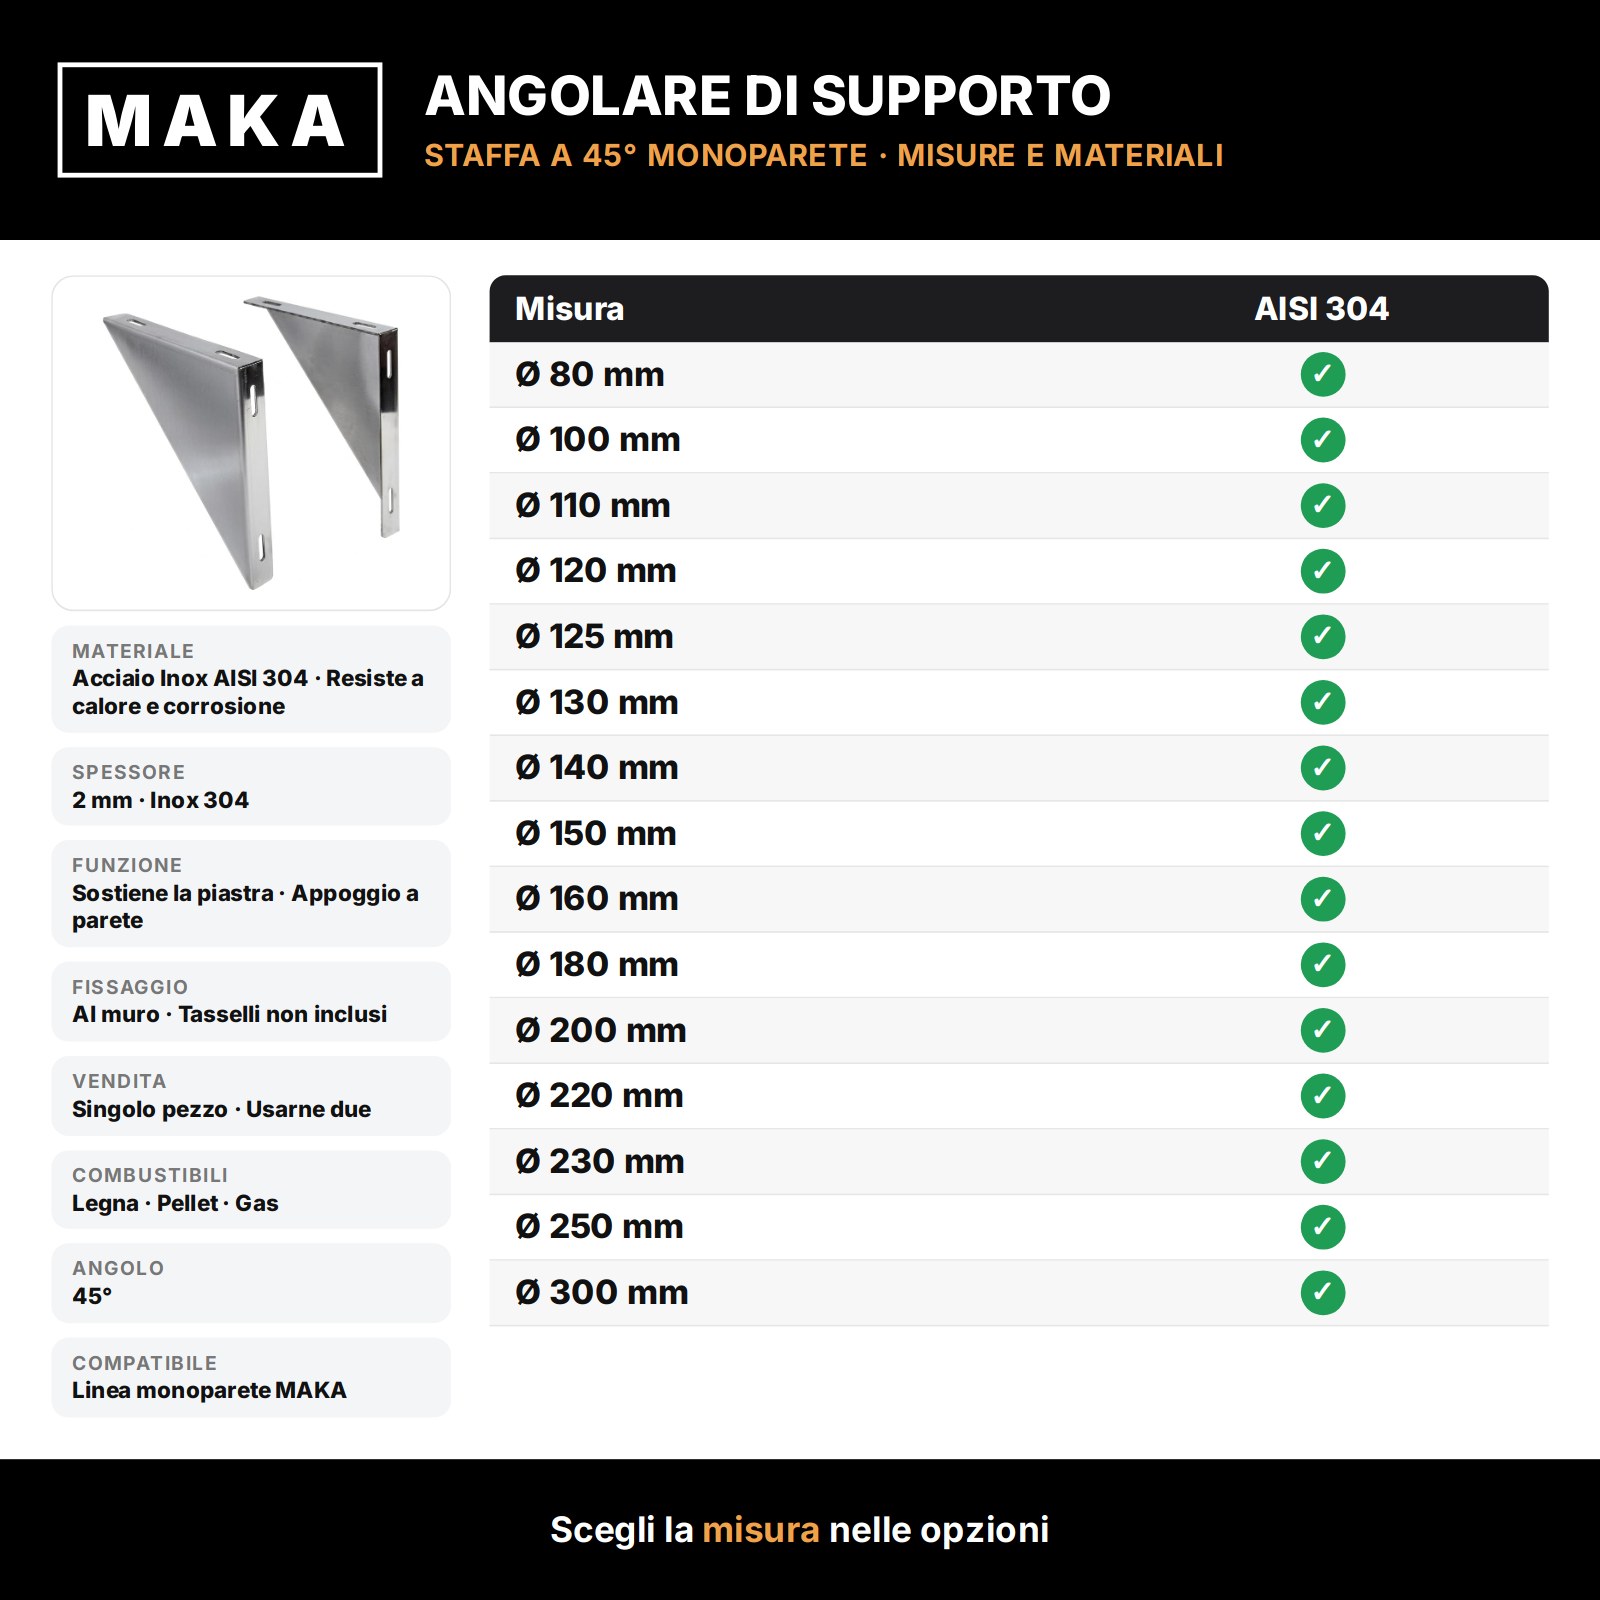 MAKA
ANGOLARE DI SUPPORTO
STAFFA A 45° MONOPARETE · MISURE E MATERIALI
MATERIALE
Acciaio Inox AISI 304 · Resiste a
calore e corrosione
SPESSORE
2 mm · Inox 304
FUNZIONE
Sostiene la piastra · Appoggio a
parete
FISSAGGIO
Al muro · Tasselli non inclusi
VENDITA
Singolo pezzo · Usarne due
COMBUSTIBILI
Legna · Pellet · Gas
ANGOLO
45°
COMPATIBILE
Linea monoparete MAKA
Misura AISI 304
Ø 80 mm ✓
Ø 100 mm ✓
Ø 110 mm ✓
Ø 120 mm ✓
Ø 125 mm ✓
Ø 130 mm ✓
Ø 140 mm ✓
Ø 150 mm ✓
Ø 160 mm ✓
Ø 180 mm ✓
Ø 200 mm ✓
Ø 220 mm ✓
Ø 230 mm ✓
Ø 250 mm ✓
Ø 300 mm ✓
Scegli la misura nelle opzioni